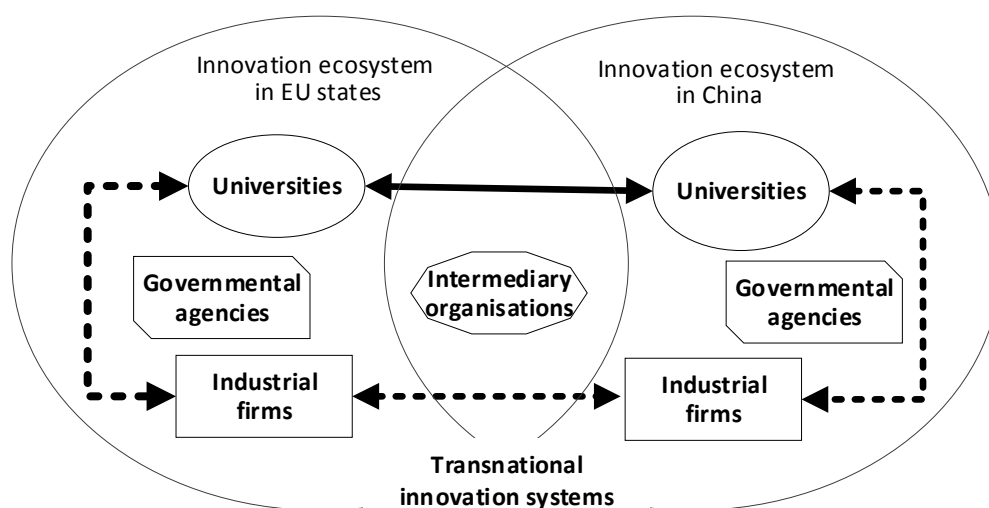 Innovation ecosystem
in EU states
Innovation ecosystem
in China
Universities
Universities
Governmental
agencies
Intermediary
organisations
Governmental
agencies
Industrial
firms
Industrial
firms
Transnational
innovation systems